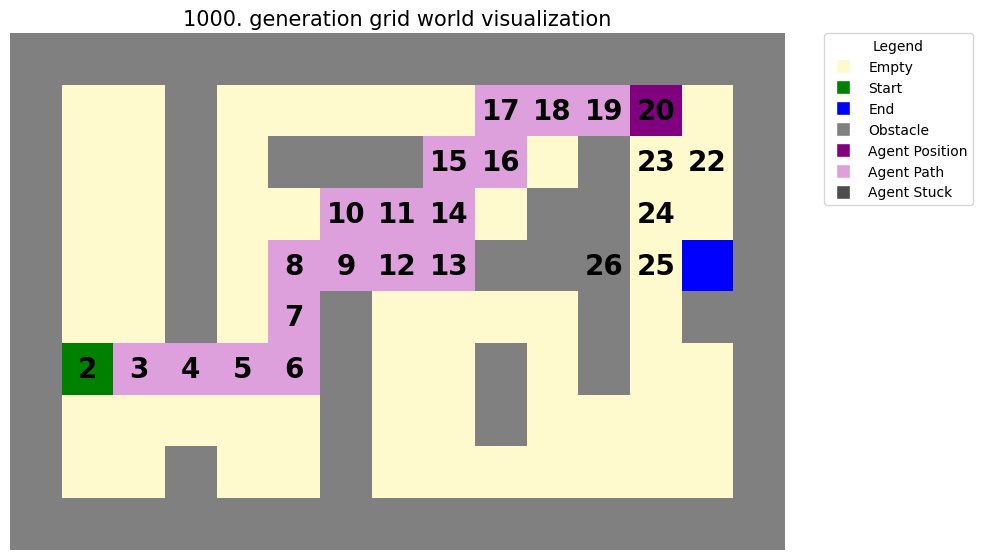 1000. generation grid world visualization
Legend
Empty
Start
End
Obstacle
Agent Position
Agent Path
Agent Stuck
17 18 19 20
15 16 23 22
10 11 14 24
8 9 12 13 26 25
7
2 3 4 5 6